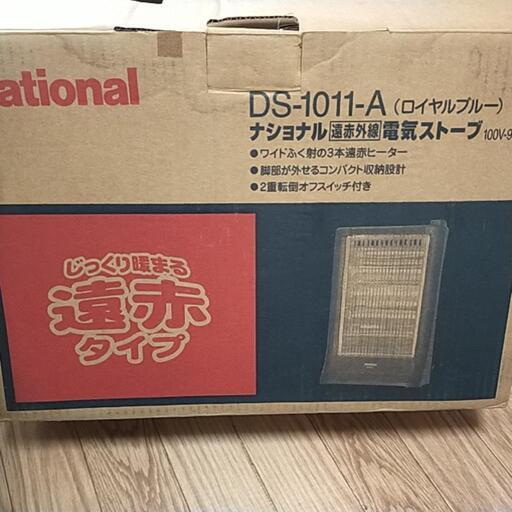 ational
DS-1011-A (ロイヤルブルー)
ナショナル 遠赤外線 電気ストーブ 100V-9
●ワイドふく射の3本遠赤ヒーター
●脚部が外せるコンパクト収納設計
●2重転倒オフスイッチ付き
じっくり暖まる
遠赤
タイプ